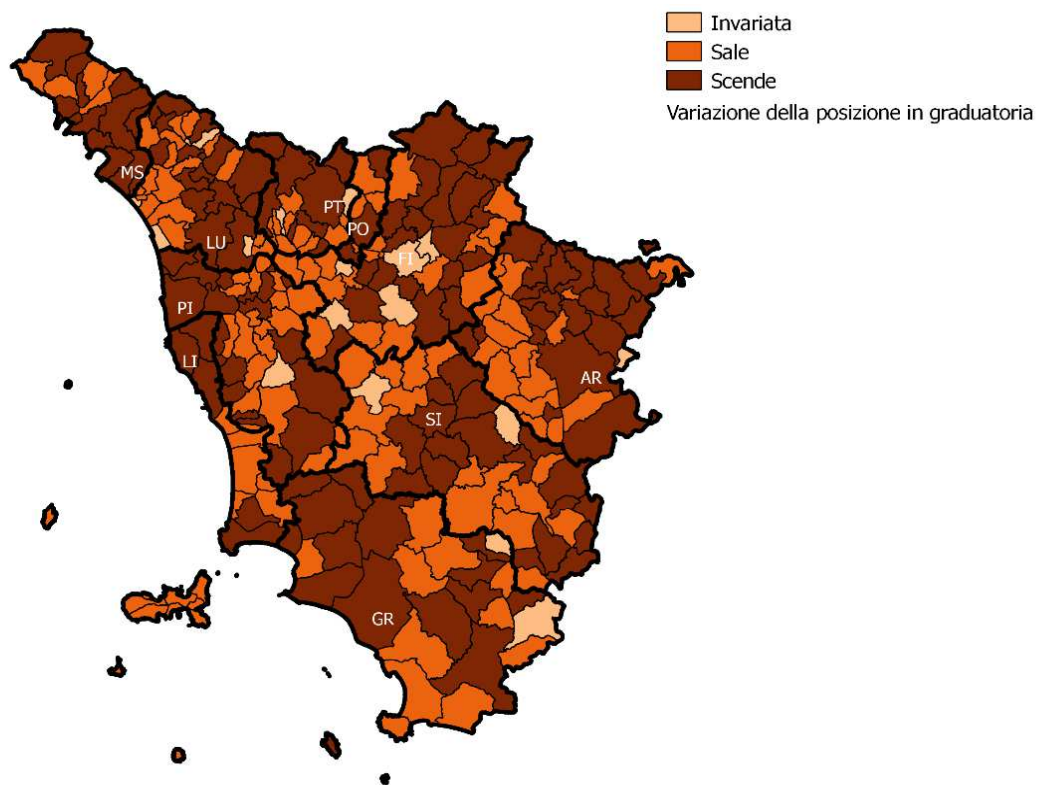 Invariata
Sale
Scende
Variazione della posizione in graduatoria
MS
PT
PO
LU
FI
PI
LI
AR
SI
GR